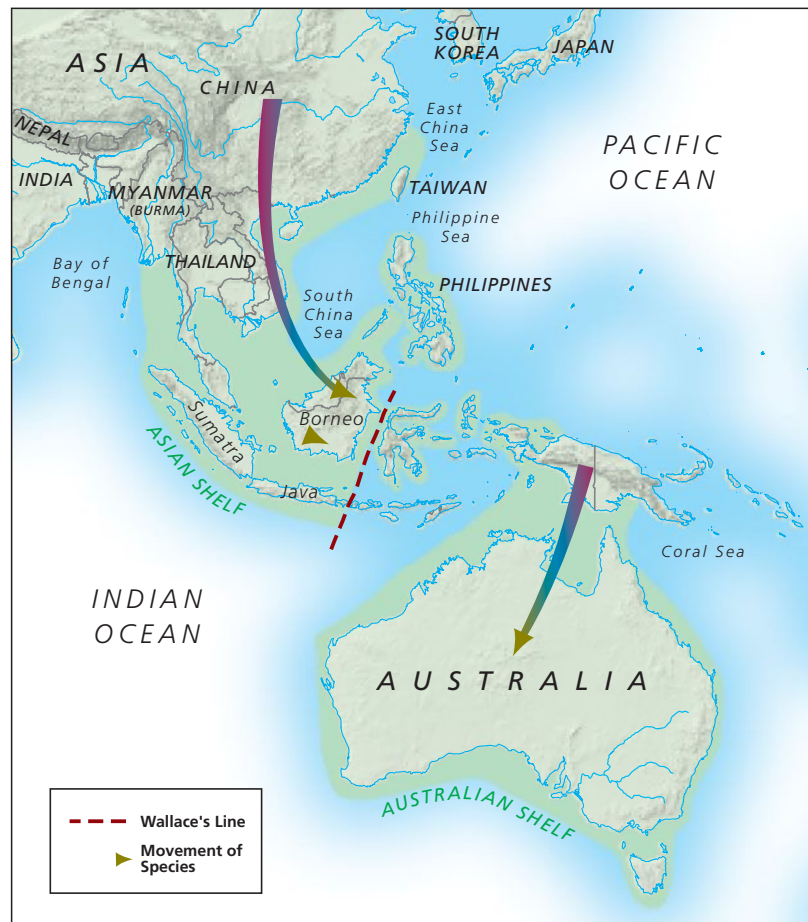 SOUTH
KOREA
JAPAN
ASIA
CHINA
East
China
Sea
PACIFIC
OCEAN
NEPAL
INDIA
MYANMAR
(BURMA)
TAIWAN
Philippine
Sea
THAILAND
Bay of
Bengal
PHILIPPINES
South
China
Sea
Sumatra
Borneo
ASIAN SHELF
Java
Coral Sea
INDIAN
OCEAN
AUSTRALIA
AUSTRALIAN SHELF
Wallace's Line
Movement of
Species